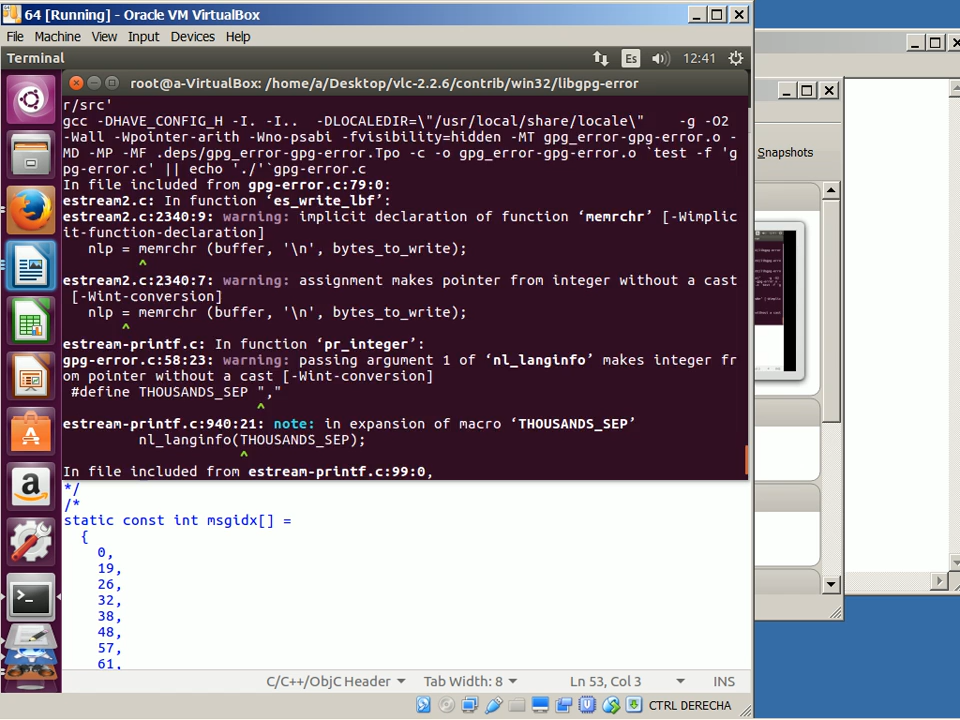 64 [Running] - Oracle VM VirtualBox
File Machine View Input Devices Help
Terminal
Es
12:41
root@a-VirtualBox: /home/a/Desktop/vlc-2.2.6/contrib/win32/libgpg-error
r/src'
gcc -DHAVE_CONFIG_H -I. -I.. -DLOCALEDIR=\"/usr/local/share/locale\" -g -O2
-Wall -Wpointer-arith -Wno-psabi -fvisibility=hidden -MT gpg_error-gpg-error.o -
MD -MP -MF .deps/gpg_error-gpg-error.Tpo -c -o gpg_error-gpg-error.o `test -f 'g
pg-error.c' || echo './'`gpg-error.c
In file included from gpg-error.c:79:0:
estream2.c: In function ‘es_write_lbf’:
estream2.c:2340:9: warning: implicit declaration of function ‘memrchr’ [-Wimplic
it-function-declaration]
nlp = memrchr (buffer, '\n', bytes_to_write);
^
estream2.c:2340:7: warning: assignment makes pointer from integer without a cast
[-Wint-conversion]
nlp = memrchr (buffer, '\n', bytes_to_write);
^
estream-printf.c: In function ‘pr_integer’:
gpg-error.c:58:23: warning: passing argument 1 of ‘nl_langinfo’ makes integer fr
om pointer without a cast [-Wint-conversion]
#define THOUSANDS_SEP ","
^
estream-printf.c:940:21: note: in expansion of macro ‘THOUSANDS_SEP’
nl_langinfo(THOUSANDS_SEP);
^
In file included from estream-printf.c:99:0,
*/
/*
static const int msgidx[] =
{
0,
19,
26,
32,
38,
48,
57,
61,
C/C++/ObjC Header Tab Width: 8 Ln 53, Col 3 INS
CTRL DERECHA
Snapshots